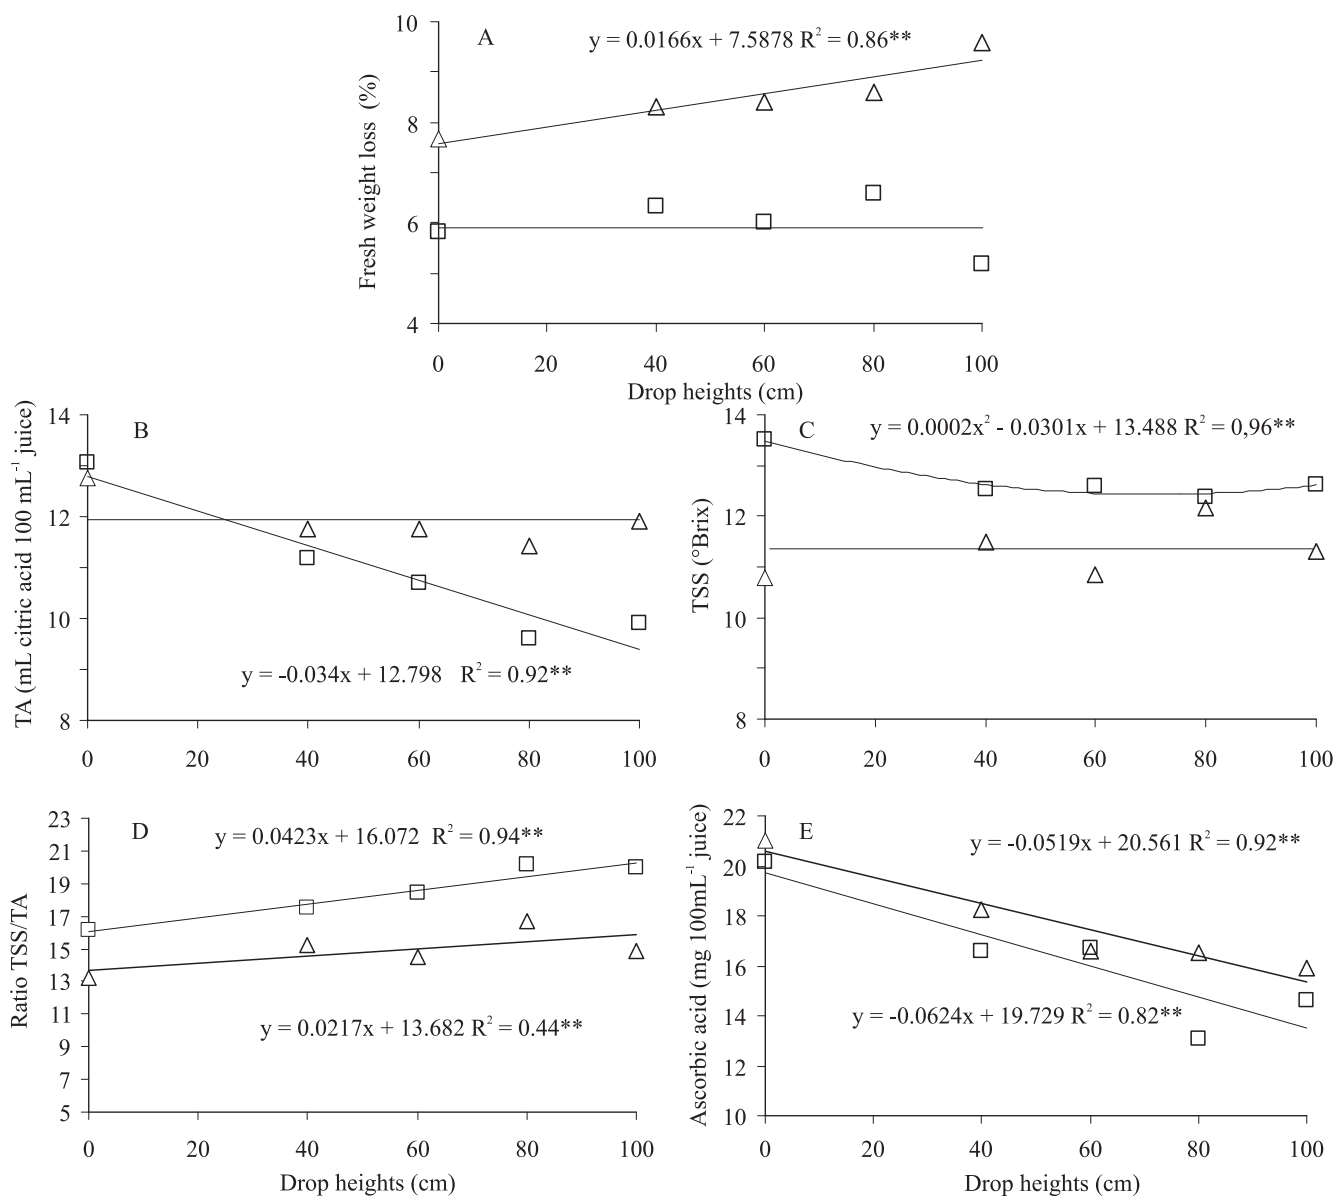 A
y = 0.0166x + 7.5878 R² = 0.86**
Fresh weight loss (%)
10
8
6
4
0 20 40 60 80 100
Drop heights (cm)
B
TA (mL citric acid 100 mL⁻¹ juice)
14
12
10
8
y = -0.034x + 12.798 R² = 0.92**
0 20 40 60 80 100
C
y = 0.0002x² - 0.0301x + 13.488 R² = 0,96**
TSS (°Brix)
14
12
10
8
0 20 40 60 80 100
D
y = 0.0423x + 16.072 R² = 0.94**
Ratio TSS/TA
23
21
19
17
15
13
11
9
7
5
y = 0.0217x + 13.682 R² = 0.44**
0 20 40 60 80 100
Drop heights (cm)
E
y = -0.0519x + 20.561 R² = 0.92**
Ascorbic acid (mg 100mL⁻¹ juice)
22
20
18
16
14
12
10
y = -0.0624x + 19.729 R² = 0.82**
0 20 40 60 80 100
Drop heights (cm)